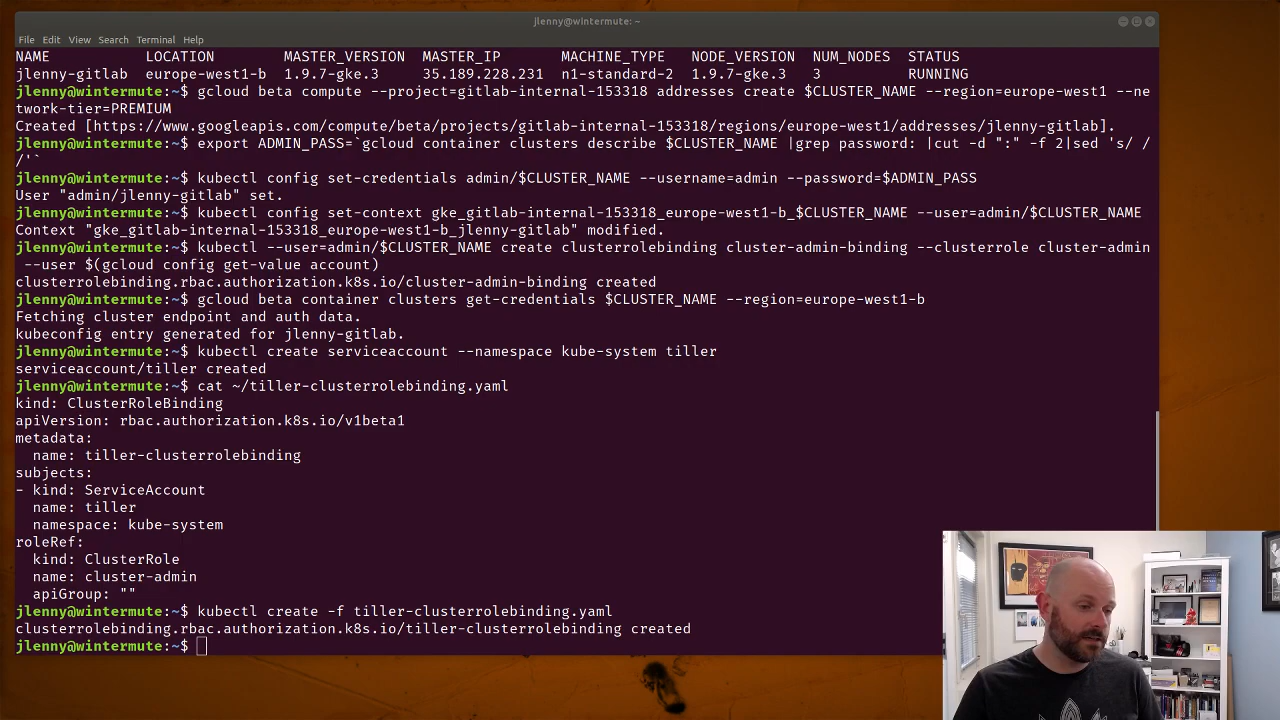 jlenny@wintermute: ~
File Edit View Search Terminal Help
NAME LOCATION MASTER_VERSION MASTER_IP MACHINE_TYPE NODE_VERSION NUM_NODES STATUS
jlenny-gitlab europe-west1-b 1.9.7-gke.3 35.189.228.231 n1-standard-2 1.9.7-gke.3 3 RUNNING
jlenny@wintermute:~$ gcloud beta compute --project=gitlab-internal-153318 addresses create $CLUSTER_NAME --region=europe-west1 --ne
twork-tier=PREMIUM
Created [https://www.googleapis.com/compute/beta/projects/gitlab-internal-153318/regions/europe-west1/addresses/jlenny-gitlab].
jlenny@wintermute:~$ export ADMIN_PASS=`gcloud container clusters describe $CLUSTER_NAME |grep password: |cut -d ":" -f 2|sed 's/ /
/'`
jlenny@wintermute:~$ kubectl config set-credentials admin/$CLUSTER_NAME --username=admin --password=$ADMIN_PASS
User "admin/jlenny-gitlab" set.
jlenny@wintermute:~$ kubectl config set-context gke_gitlab-internal-153318_europe-west1-b_$CLUSTER_NAME --user=admin/$CLUSTER_NAME
Context "gke_gitlab-internal-153318_europe-west1-b_jlenny-gitlab" modified.
jlenny@wintermute:~$ kubectl --user=admin/$CLUSTER_NAME create clusterrolebinding cluster-admin-binding --clusterrole cluster-admin
 --user $(gcloud config get-value account)
clusterrolebinding.rbac.authorization.k8s.io/cluster-admin-binding created
jlenny@wintermute:~$ gcloud beta container clusters get-credentials $CLUSTER_NAME --region=europe-west1-b
Fetching cluster endpoint and auth data.
kubeconfig entry generated for jlenny-gitlab.
jlenny@wintermute:~$ kubectl create serviceaccount --namespace kube-system tiller
serviceaccount/tiller created
jlenny@wintermute:~$ cat ~/tiller-clusterrolebinding.yaml
kind: ClusterRoleBinding
apiVersion: rbac.authorization.k8s.io/v1beta1
metadata:
  name: tiller-clusterrolebinding
subjects:
- kind: ServiceAccount
  name: tiller
  namespace: kube-system
roleRef:
  kind: ClusterRole
  name: cluster-admin
  apiGroup: ""
jlenny@wintermute:~$ kubectl create -f tiller-clusterrolebinding.yaml
clusterrolebinding.rbac.authorization.k8s.io/tiller-clusterrolebinding created
jlenny@wintermute:~$